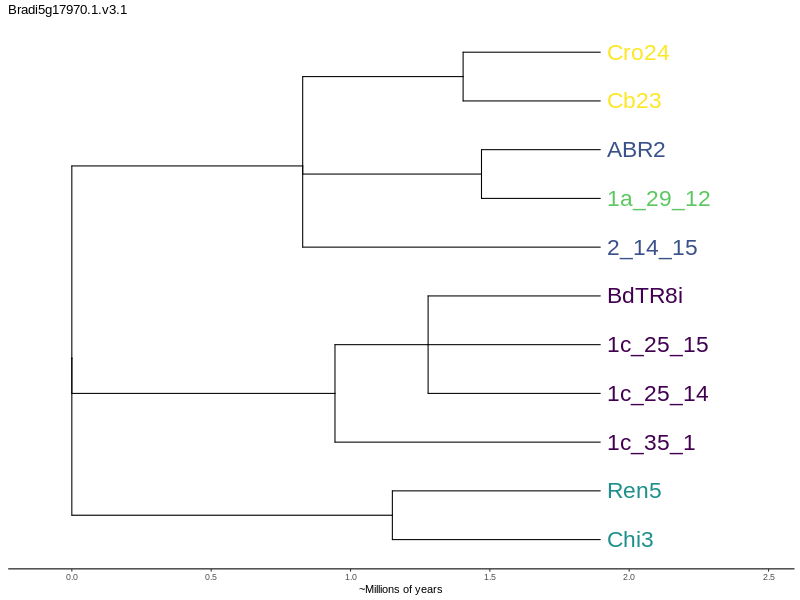 Bradi5g17970.1.v3.1
Cro24
Cb23
ABR2
1a_29_12
2_14_15
BdTR8i
1c_25_15
1c_25_14
1c_35_1
Ren5
Chi3
0.0 0.5 1.0 1.5 2.0 2.5
~Millions of years